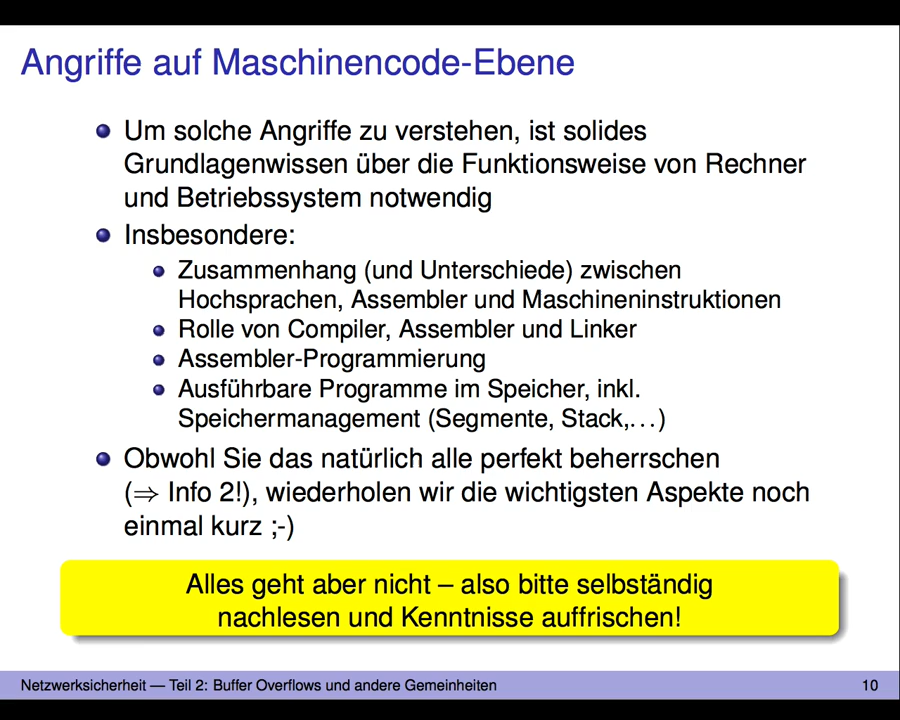 Angriffe auf Maschinencode-Ebene
Um solche Angriffe zu verstehen, ist solides
Grundlagenwissen über die Funktionsweise von Rechner
und Betriebssystem notwendig
Insbesondere:
Zusammenhang (und Unterschiede) zwischen
Hochsprachen, Assembler und Maschineninstruktionen
Rolle von Compiler, Assembler und Linker
Assembler-Programmierung
Ausführbare Programme im Speicher, inkl.
Speichermanagement (Segmente, Stack,...)
Obwohl Sie das natürlich alle perfekt beherrschen
(⇒ Info 2!), wiederholen wir die wichtigsten Aspekte noch
einmal kurz ;-)
Alles geht aber nicht – also bitte selbständig
nachlesen und Kenntnisse auffrischen!
Netzwerksicherheit — Teil 2: Buffer Overflows und andere Gemeinheiten 10